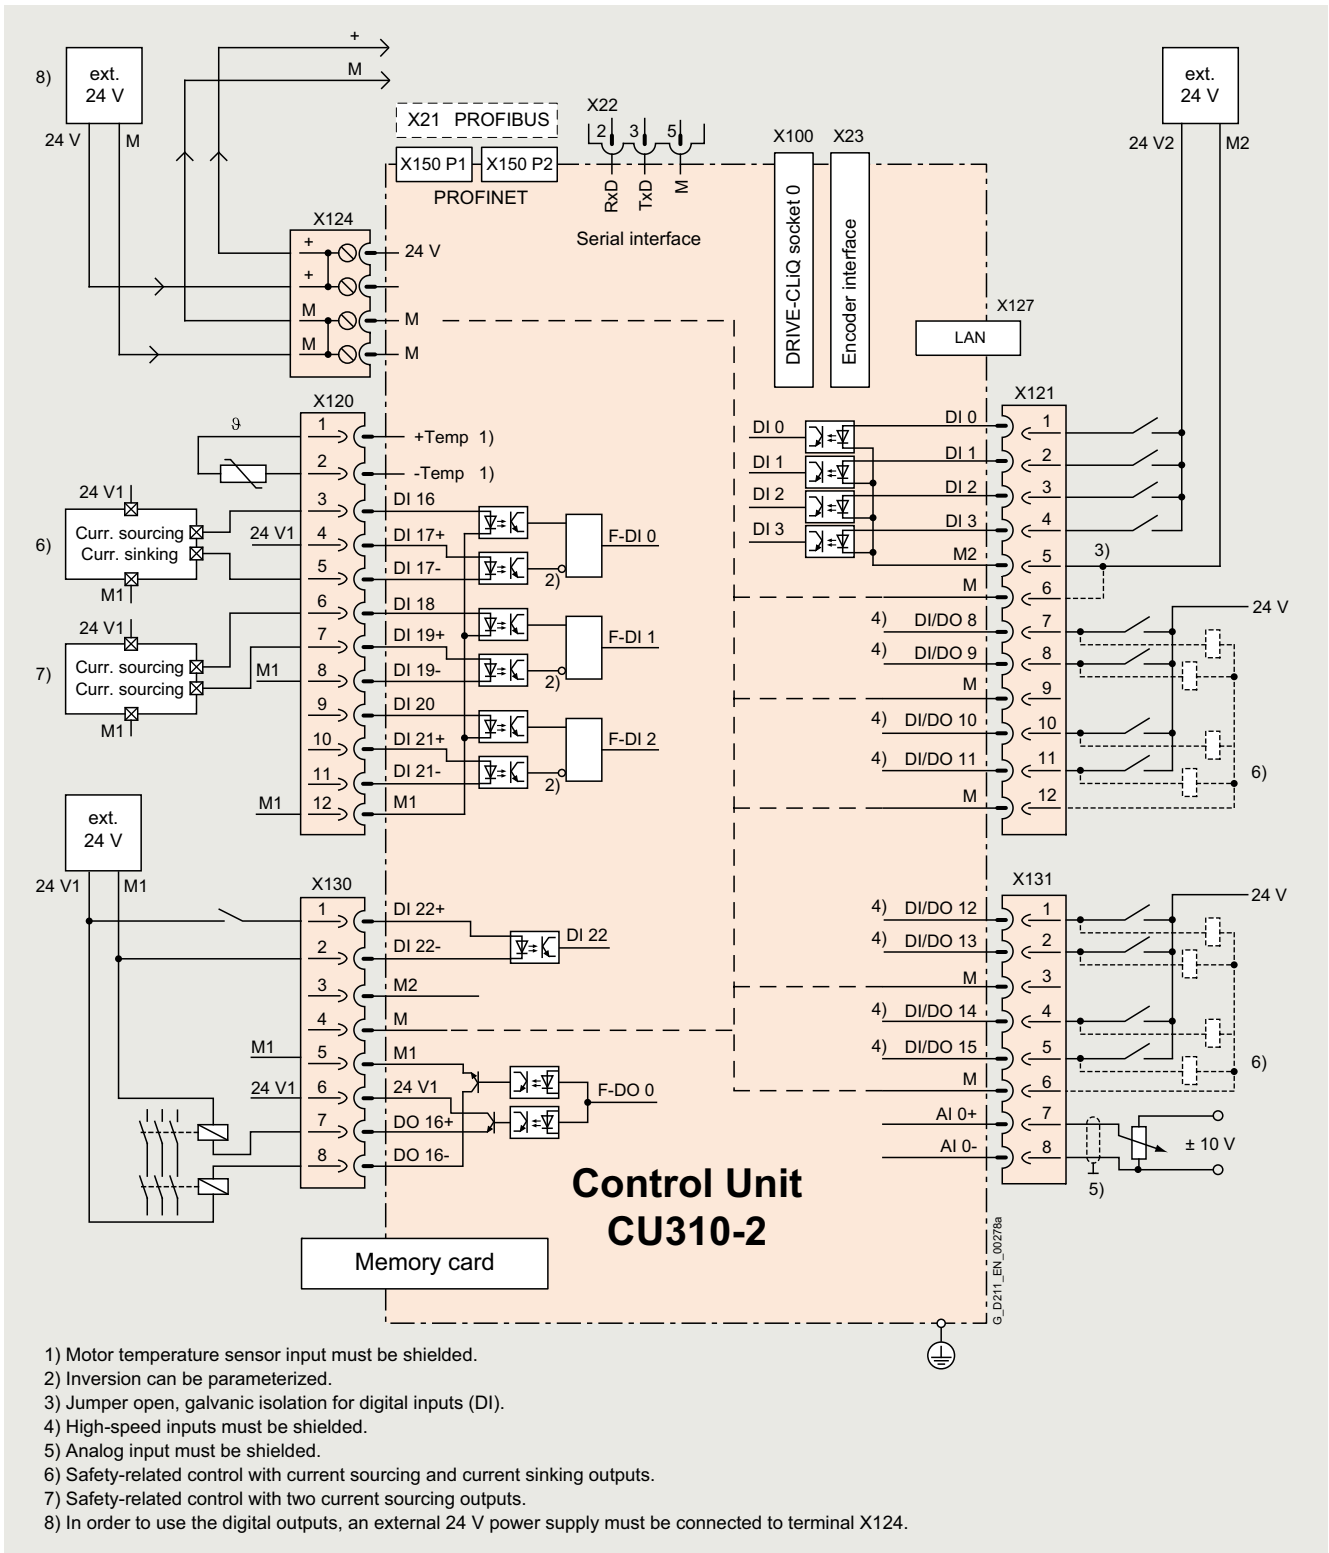 +
M
8)
ext.
24 V
24 V
M
X21 PROFIBUS
X150 P1
X150 P2
PROFINET
X22
2
3
5
RxD
TxD
M
Serial interface
X100
X23
DRIVE-CLiQ socket 0
Encoder interface
ext.
24 V
24 V2
M2
X124
+
24 V
+
M
M
M
M
X127
LAN
X120
ϑ
1
+Temp 1)
2
-Temp 1)
3
DI 16
4
24 V1
DI 17+
5
DI 17-
6
DI 18
7
DI 19+
8
M1
DI 19-
9
DI 20
10
DI 21+
11
DI 21-
12
M1
M1
F-DI 0
2)
F-DI 1
2)
F-DI 2
2)
24 V1
6)
Curr. sourcing
Curr. sinking
M1
24 V1
7)
Curr. sourcing
Curr. sourcing
M1
X121
DI 0
DI 0
1
DI 1
DI 1
2
DI 2
DI 2
3
DI 3
DI 3
4
M2
5
3)
M
6
24 V
4)
DI/DO 8
7
4)
DI/DO 9
8
M
9
4)
DI/DO 10
10
4)
DI/DO 11
11
6)
M
12
ext.
24 V
24 V1
M1
X130
1
DI 22+
2
DI 22-
DI 22
3
M2
4
M
M1
5
M1
24 V1
6
24 V1
F-DO 0
7
DO 16+
8
DO 16-
X131
24 V
4)
DI/DO 12
1
4)
DI/DO 13
2
M
3
4)
DI/DO 14
4
4)
DI/DO 15
5
6)
M
6
AI 0+
7
± 10 V
AI 0-
8
5)
Control Unit
CU310-2
Memory card
G_D211_EN_00278a
1) Motor temperature sensor input must be shielded.
2) Inversion can be parameterized.
3) Jumper open, galvanic isolation for digital inputs (DI).
4) High-speed inputs must be shielded.
5) Analog input must be shielded.
6) Safety-related control with current sourcing and current sinking outputs.
7) Safety-related control with two current sourcing outputs.
8) In order to use the digital outputs, an external 24 V power supply must be connected to terminal X124.